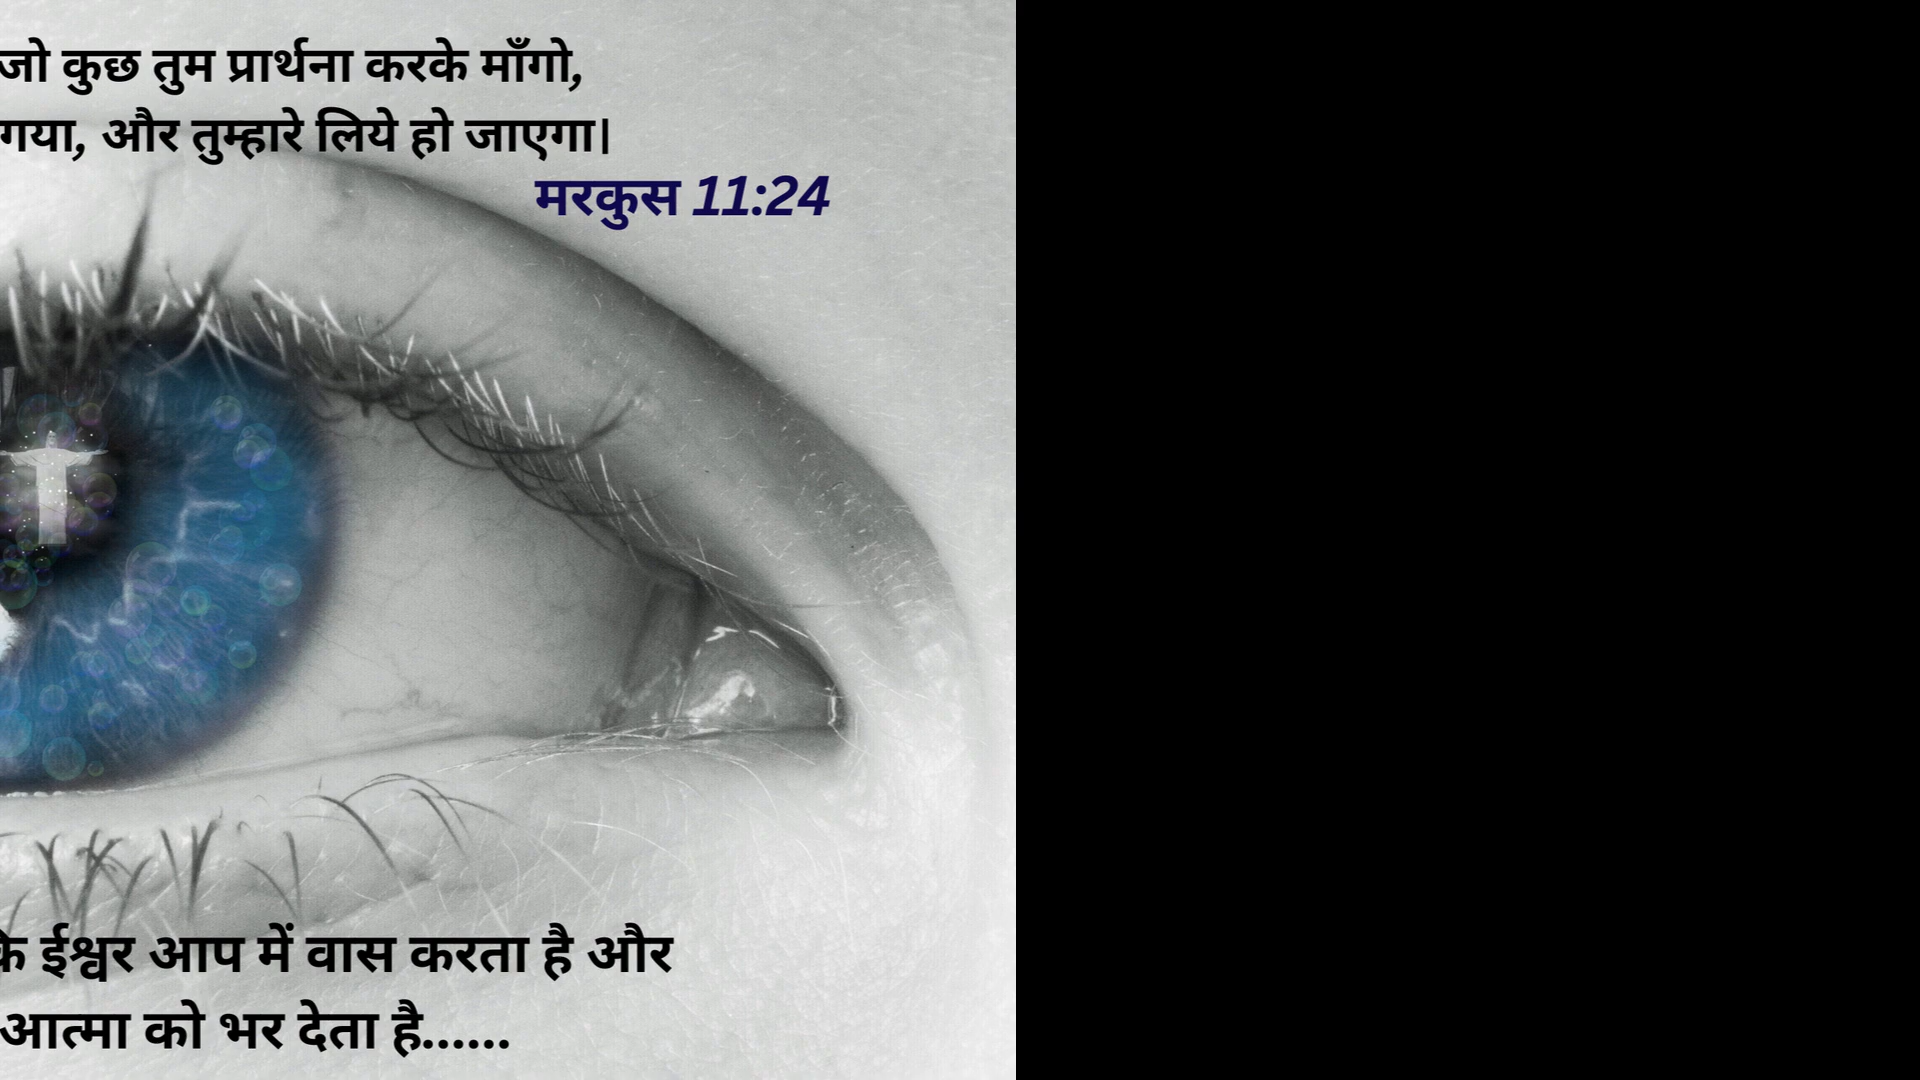 जो कुछ तुम प्रार्थना करके माँगो,
गया, और तुम्हारे लिये हो जाएगा।
मरकुस 11:24
ईश्वर आप में वास करता है और
आत्मा को भर देता है......